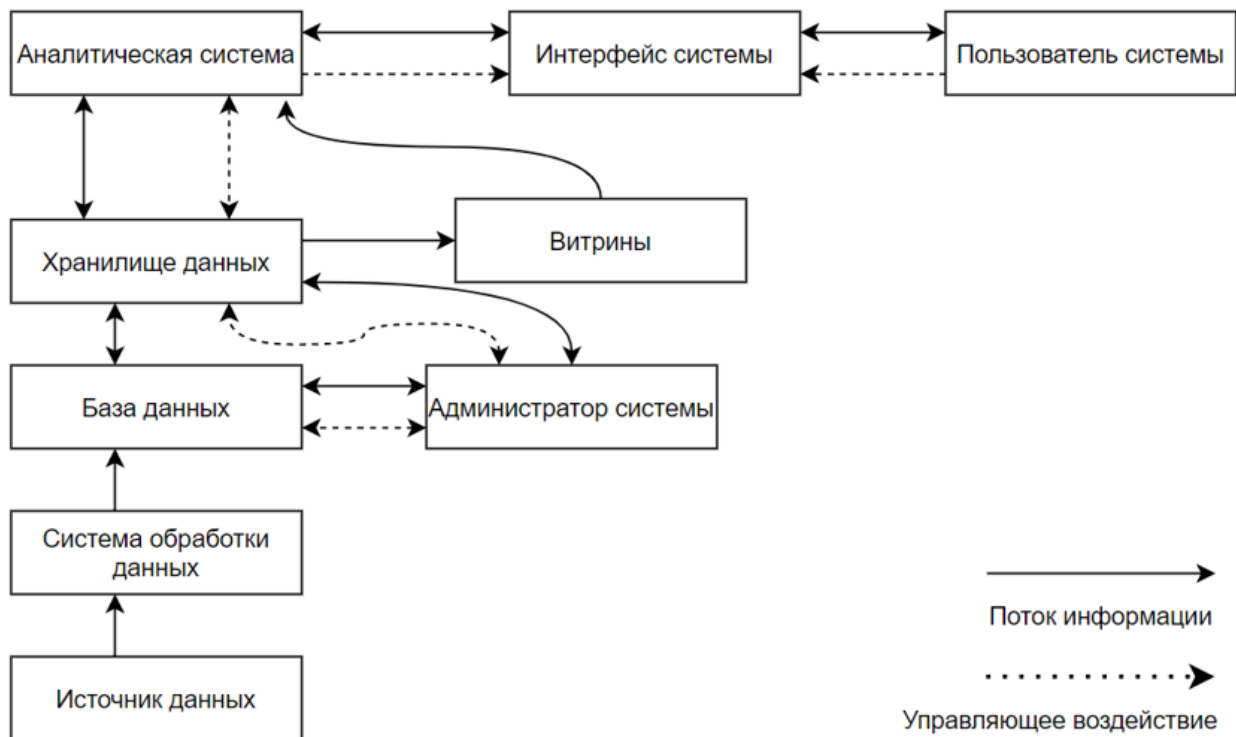 Аналитическая система
Интерфейс системы
Пользователь системы
Витрины
Хранилище данных
База данных
Администратор системы
Система обработки
данных
Источник данных
Поток информации
Управляющее воздействие